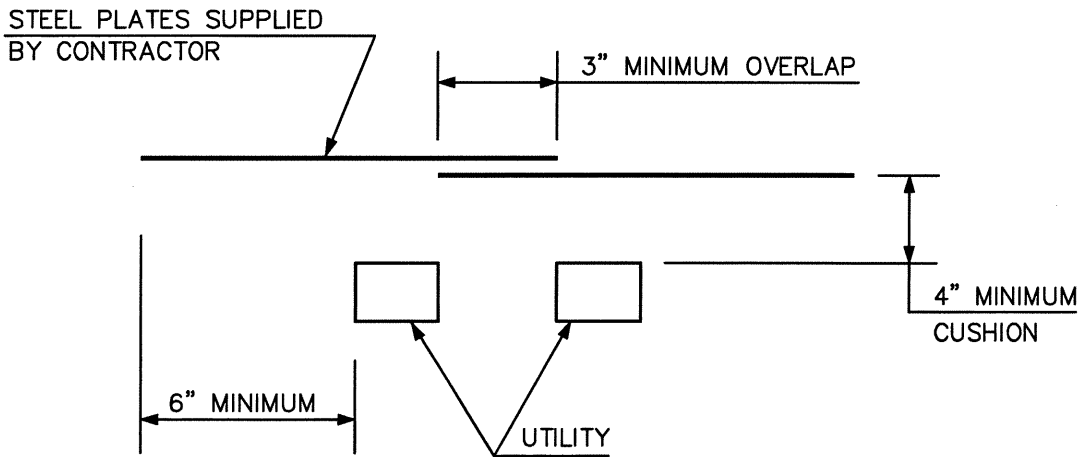 STEEL PLATES SUPPLIED
BY CONTRACTOR
3” MINIMUM OVERLAP
4” MINIMUM
CUSHION
6” MINIMUM
UTILITY